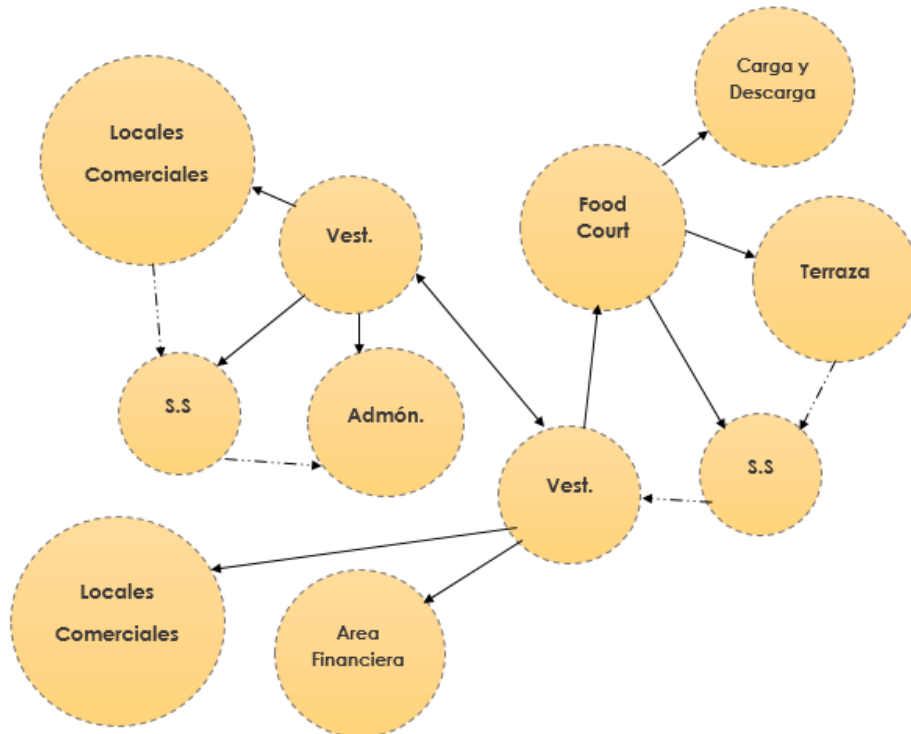 Carga y
Descarga
Locales
Comerciales
Food
Court
Vest.
Terraza
S.S
Admón.
S.S
Vest.
Locales
Comerciales
Area
Financiera